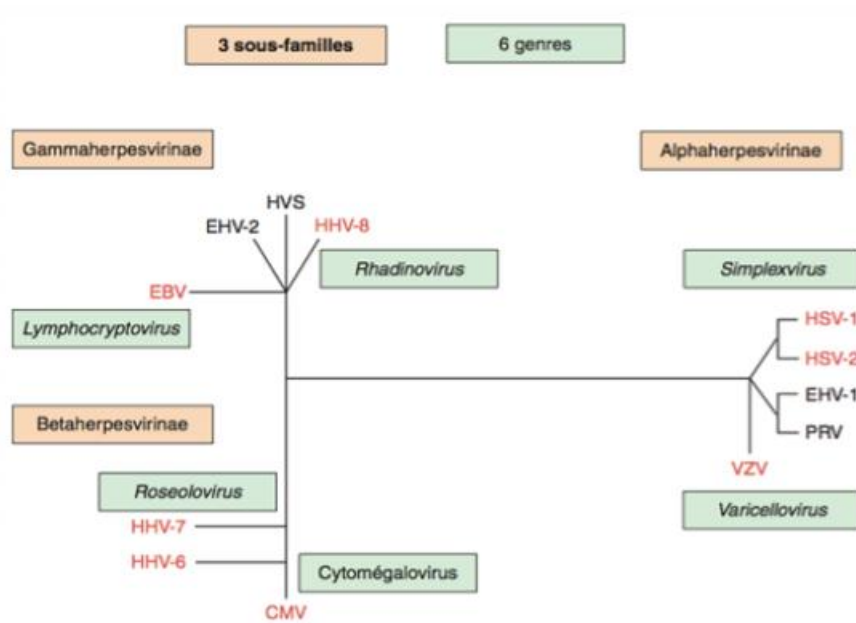 3 sous-familles
6 genres
Gammaherpesvirinae
Alphaherpesvirinae
HVS
EHV-2
HHV-8
Rhadinovirus
Simplexvirus
EBV
Lymphocryptovirus
HSV-1
HSV-2
EHV-1
PRV
Betaherpesvirinae
VZV
Roseolovirus
Varicellovirus
HHV-7
HHV-6
Cytomégalovirus
CMV